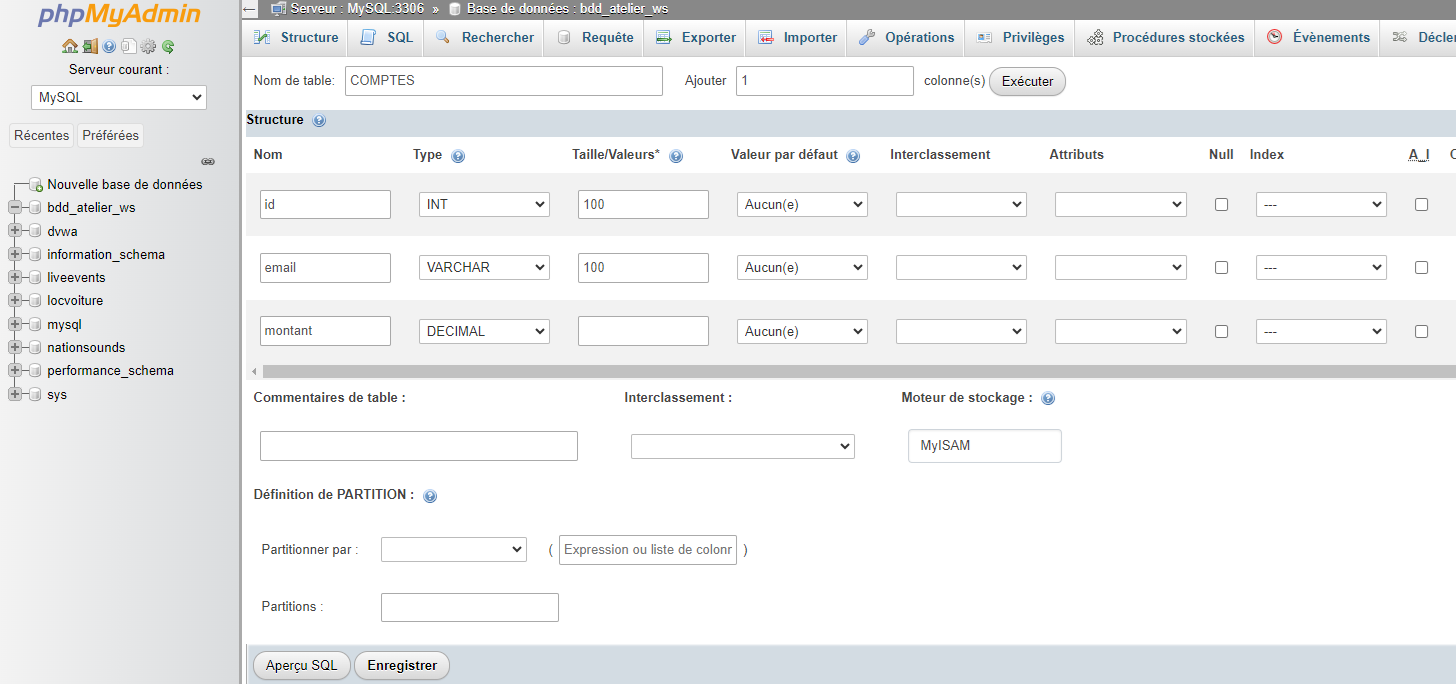 phpMyAdmin
Serveur courant :
MySQL
Récentes
Préférées
Nouvelle base de données
bdd_atelier_ws
dvwa
information_schema
liveevents
locvoiture
mysql
nationsounds
performance_schema
sys
← Serveur : MySQL:3306 » Base de données : bdd_atelier_ws
Structure SQL Rechercher Requête Exporter Importer Opérations Privilèges Procédures stockées Évènements Décler
Nom de table: COMPTES Ajouter 1 colonne(s) Exécuter
Structure
Nom Type Taille/Valeurs* Valeur par défaut Interclassement Attributs Null Index A_I
id INT 100 Aucun(e) ---
email VARCHAR 100 Aucun(e) ---
montant DECIMAL Aucun(e) ---
Commentaires de table : Interclassement : Moteur de stockage :
MyISAM
Définition de PARTITION :
Partitionner par : ( Expression ou liste de colonr )
Partitions :
Aperçu SQL Enregistrer